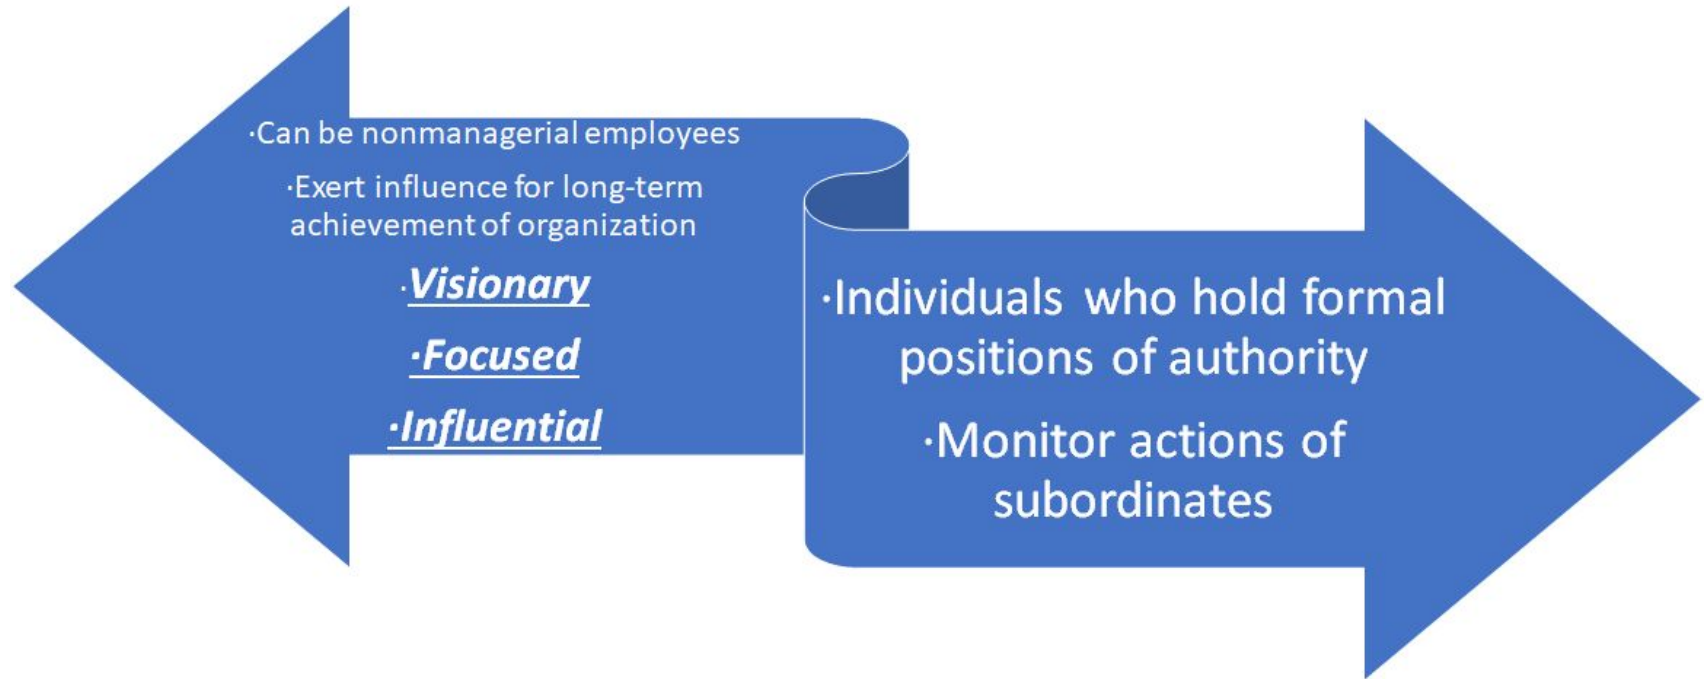 ·Can be nonmanagerial employees
·Exert influence for long-term
achievement of organization
·Visionary
·Focused
·Influential
·Individuals who hold formal
positions of authority
·Monitor actions of
subordinates